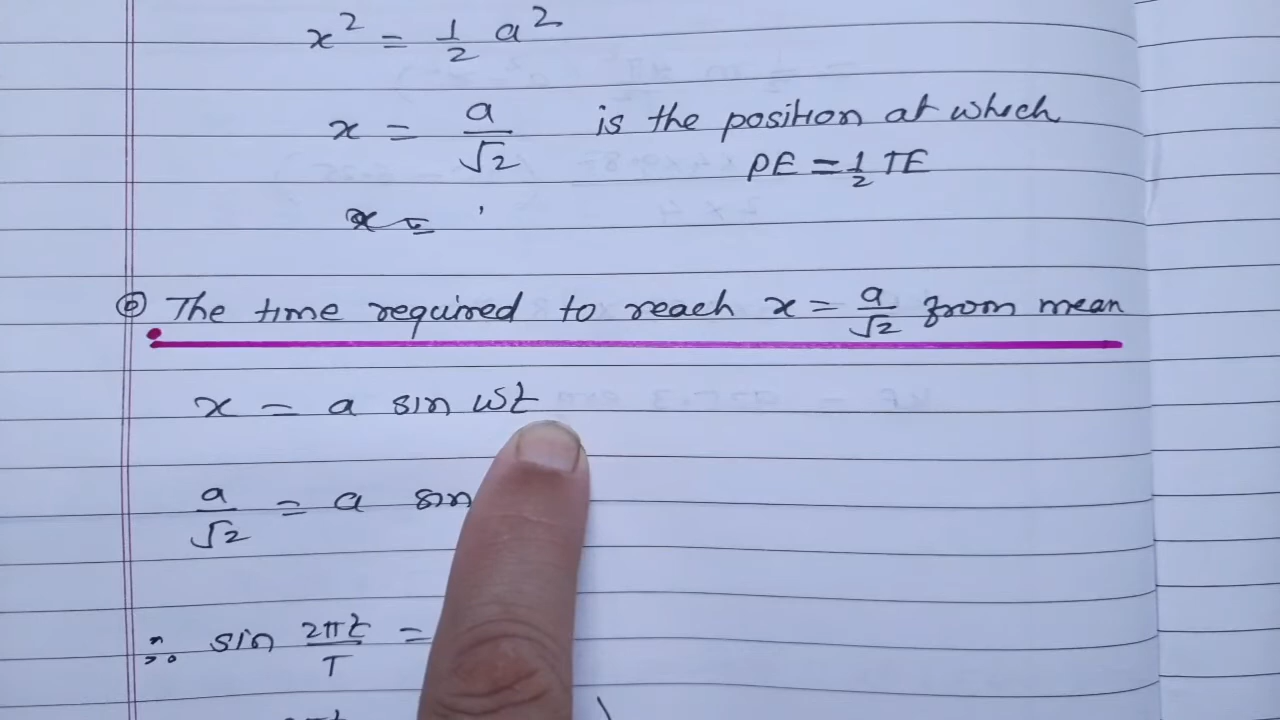 x² = 1/2 a²
x = a/√2 is the position at which
PE = 1/2 TE
x =
b The time required to reach x = a/√2 from mean
x = a sin ωt
a/√2 = a sin
∴ sin 2πt/T =